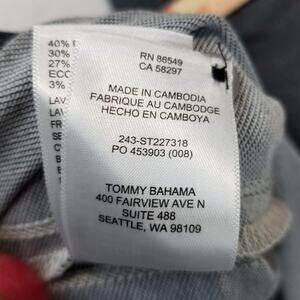 40%
30%
27%
ECO
3%
RN 86549
CA 58297
MADE IN CAMBODIA
FABRIQUE AU CAMBODGE
HECHO EN CAMBOYA
243-ST227318
PO 453903 (008)
TOMMY BAHAMA
400 FAIRVIEW AVE N
SUITE 488
SEATTLE, WA 98109